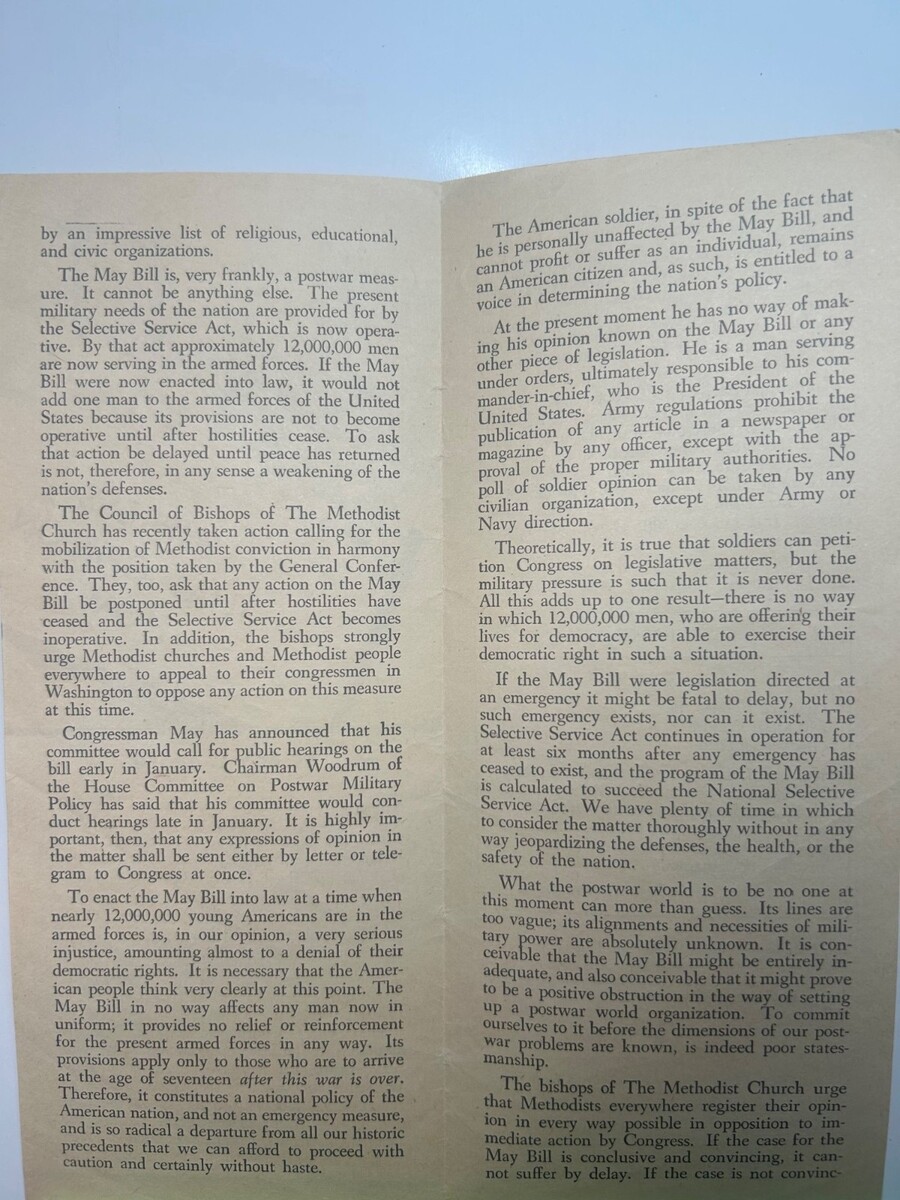 by an impressive list of religious, educational,
and civic organizations.
The May Bill is, very frankly, a postwar meas-
ure. It cannot be anything else. The present
military needs of the nation are provided for by
the Selective Service Act, which is now opera-
tive. By that act approximately 12,000,000 men
are now serving in the armed forces. If the May
Bill were now enacted into law, it would not
add one man to the armed forces of the United
States because its provisions are not to become
operative until after hostilities cease. To ask
that action be delayed until peace has returned
is not, therefore, in any sense a weakening of the
nation's defenses.
The Council of Bishops of The Methodist
Church has recently taken action calling for the
mobilization of Methodist conviction in harmony
with the position taken by the General Confer-
ence. They, too, ask that any action on the May
Bill be postponed until after hostilities have
ceased and the Selective Service Act becomes
inoperative. In addition, the bishops strongly
urge Methodist churches and Methodist people
everywhere to appeal to their congressmen in
Washington to oppose any action on this measure
at this time.
Congressman May has announced that his
committee would call for public hearings on the
bill early in January. Chairman Woodrum of
the House Committee on Postwar Military
Policy has said that his committee would con-
duct hearings late in January. It is highly im-
portant, then, that any expressions of opinion in
the matter shall be sent either by letter or tele-
gram to Congress at once.
To enact the May Bill into law at a time when
nearly 12,000,000 young Americans are in the
armed forces is, in our opinion, a very serious
injustice, amounting almost to a denial of their
democratic rights. It is necessary that the Amer-
ican people think very clearly at this point. The
May Bill in no way affects any man now in
uniform; it provides no relief or reinforcement
for the present armed forces in any way. Its
provisions apply only to those who are to arrive
at the age of seventeen after this war is over.
Therefore, it constitutes a national policy of the
American nation, and not an emergency measure,
and is so radical a departure from all our historic
precedents that we can afford to proceed with
caution and certainly without haste.
The American soldier, in spite of the fact that
he is personally unaffected by the May Bill, and
cannot profit or suffer as an individual, remains
an American citizen and, as such, is entitled to a
voice in determining the nation's policy.
At the present moment he has no way of mak-
ing his opinion known on the May Bill or any
other piece of legislation. He is a man serving
under orders, ultimately responsible to his com-
mander-in-chief, who is the President of the
United States. Army regulations prohibit the
publication of any article in a newspaper or
magazine by any officer, except with the ap-
proval of the proper military authorities. No
poll of soldier opinion can be taken by any
civilian organization, except under Army or
Navy direction.
Theoretically, it is true that soldiers can peti-
tion Congress on legislative matters, but the
military pressure is such that it is never done.
All this adds up to one result—there is no way
in which 12,000,000 men, who are offering their
lives for democracy, are able to exercise their
democratic right in such a situation.
If the May Bill were legislation directed at
an emergency it might be fatal to delay, but no
such emergency exists, nor can it exist. The
Selective Service Act continues in operation for
at least six months after any emergency has
ceased to exist, and the program of the May Bill
is calculated to succeed the National Selective
Service Act. We have plenty of time in which
to consider the matter thoroughly without in any
way jeopardizing the defenses, the health, or the
safety of the nation.
What the postwar world is to be no one at
this moment can more than guess. Its lines are
too vague; its alignments and necessities of mili-
tary power are absolutely unknown. It is con-
ceivable that the May Bill might be entirely in-
adequate, and also conceivable that it might prove
to be a positive obstruction in the way of setting
up a postwar world organization. To commit
ourselves to it before the dimensions of our post-
war problems are known, is indeed poor states-
manship.
The bishops of The Methodist Church urge
that Methodists everywhere register their opin-
ion in every way possible in opposition to im-
mediate action by Congress. If the case for the
May Bill is conclusive and convincing, it can-
not suffer by delay. If the case is not convinc-